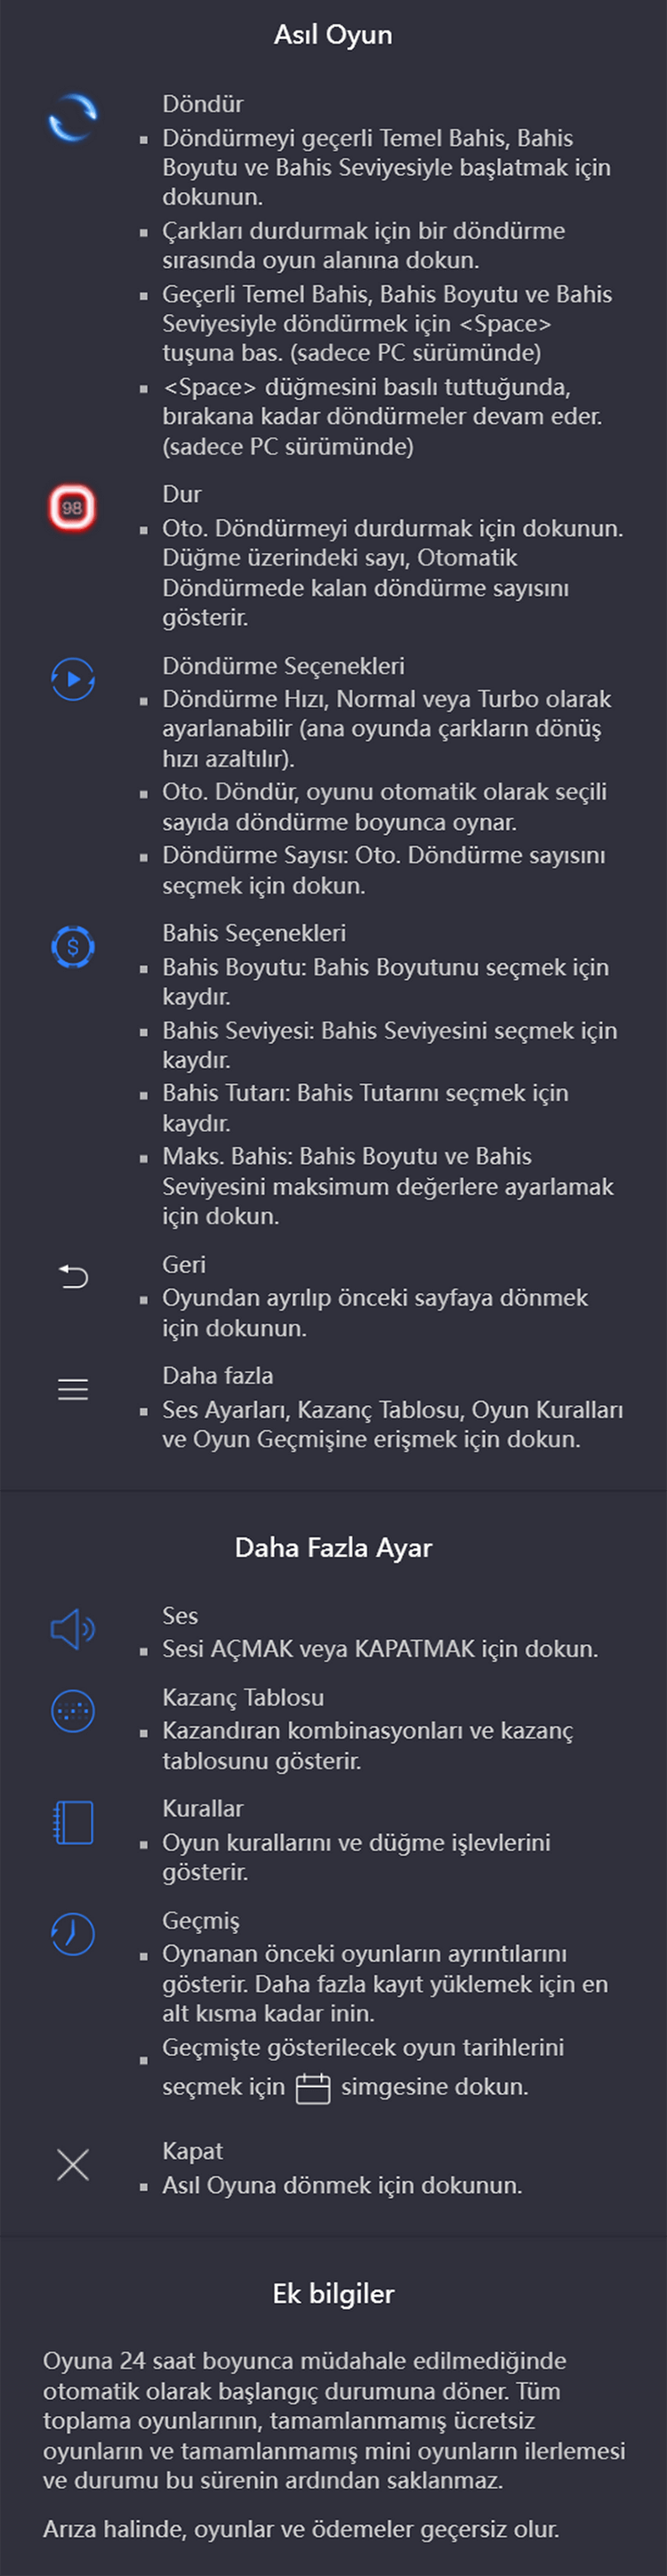 Asıl Oyun
Döndür
▪ Döndürmeyi geçerli Temel Bahis, Bahis
Boyutu ve Bahis Seviyesiyle başlatmak için
dokunun.
▪ Çarkları durdurmak için bir döndürme
sırasında oyun alanına dokun.
▪ Geçerli Temel Bahis, Bahis Boyutu ve Bahis
Seviyesiyle döndürmek için <Space>
tuşuna bas. (sadece PC sürümünde)
▪ <Space> düğmesini basılı tuttuğunda,
bırakana kadar döndürmeler devam eder.
(sadece PC sürümünde)
98
Dur
▪ Oto. Döndürmeyi durdurmak için dokunun.
Düğme üzerindeki sayı, Otomatik
Döndürmede kalan döndürme sayısını
gösterir.
Döndürme Seçenekleri
▪ Döndürme Hızı, Normal veya Turbo olarak
ayarlanabilir (ana oyunda çarkların dönüş
hızı azaltılır).
▪ Oto. Döndür, oyunu otomatik olarak seçili
sayıda döndürme boyunca oynar.
▪ Döndürme Sayısı: Oto. Döndürme sayısını
seçmek için dokun.
$
Bahis Seçenekleri
▪ Bahis Boyutu: Bahis Boyutunu seçmek için
kaydır.
▪ Bahis Seviyesi: Bahis Seviyesini seçmek için
kaydır.
▪ Bahis Tutarı: Bahis Tutarını seçmek için
kaydır.
▪ Maks. Bahis: Bahis Boyutu ve Bahis
Seviyesini maksimum değerlere ayarlamak
için dokun.
Geri
▪ Oyundan ayrılıp önceki sayfaya dönmek
için dokunun.
Daha fazla
▪ Ses Ayarları, Kazanç Tablosu, Oyun Kuralları
ve Oyun Geçmişine erişmek için dokun.
Daha Fazla Ayar
Ses
▪ Sesi AÇMAK veya KAPATMAK için dokun.
Kazanç Tablosu
▪ Kazandıran kombinasyonları ve kazanç
tablosunu gösterir.
Kurallar
▪ Oyun kurallarını ve düğme işlevlerini
gösterir.
Geçmiş
▪ Oynanan önceki oyunların ayrıntılarını
gösterir. Daha fazla kayıt yüklemek için en
alt kısma kadar inin.
▪ Geçmişte gösterilecek oyun tarihlerini
seçmek için simgesine dokun.
Kapat
▪ Asıl Oyuna dönmek için dokunun.
Ek bilgiler
Oyuna 24 saat boyunca müdahale edilmediğinde
otomatik olarak başlangıç durumuna döner. Tüm
toplama oyunlarının, tamamlanmamış ücretsiz
oyunların ve tamamlanmamış mini oyunların ilerlemesi
ve durumu bu sürenin ardından saklanmaz.
Arıza halinde, oyunlar ve ödemeler geçersiz olur.